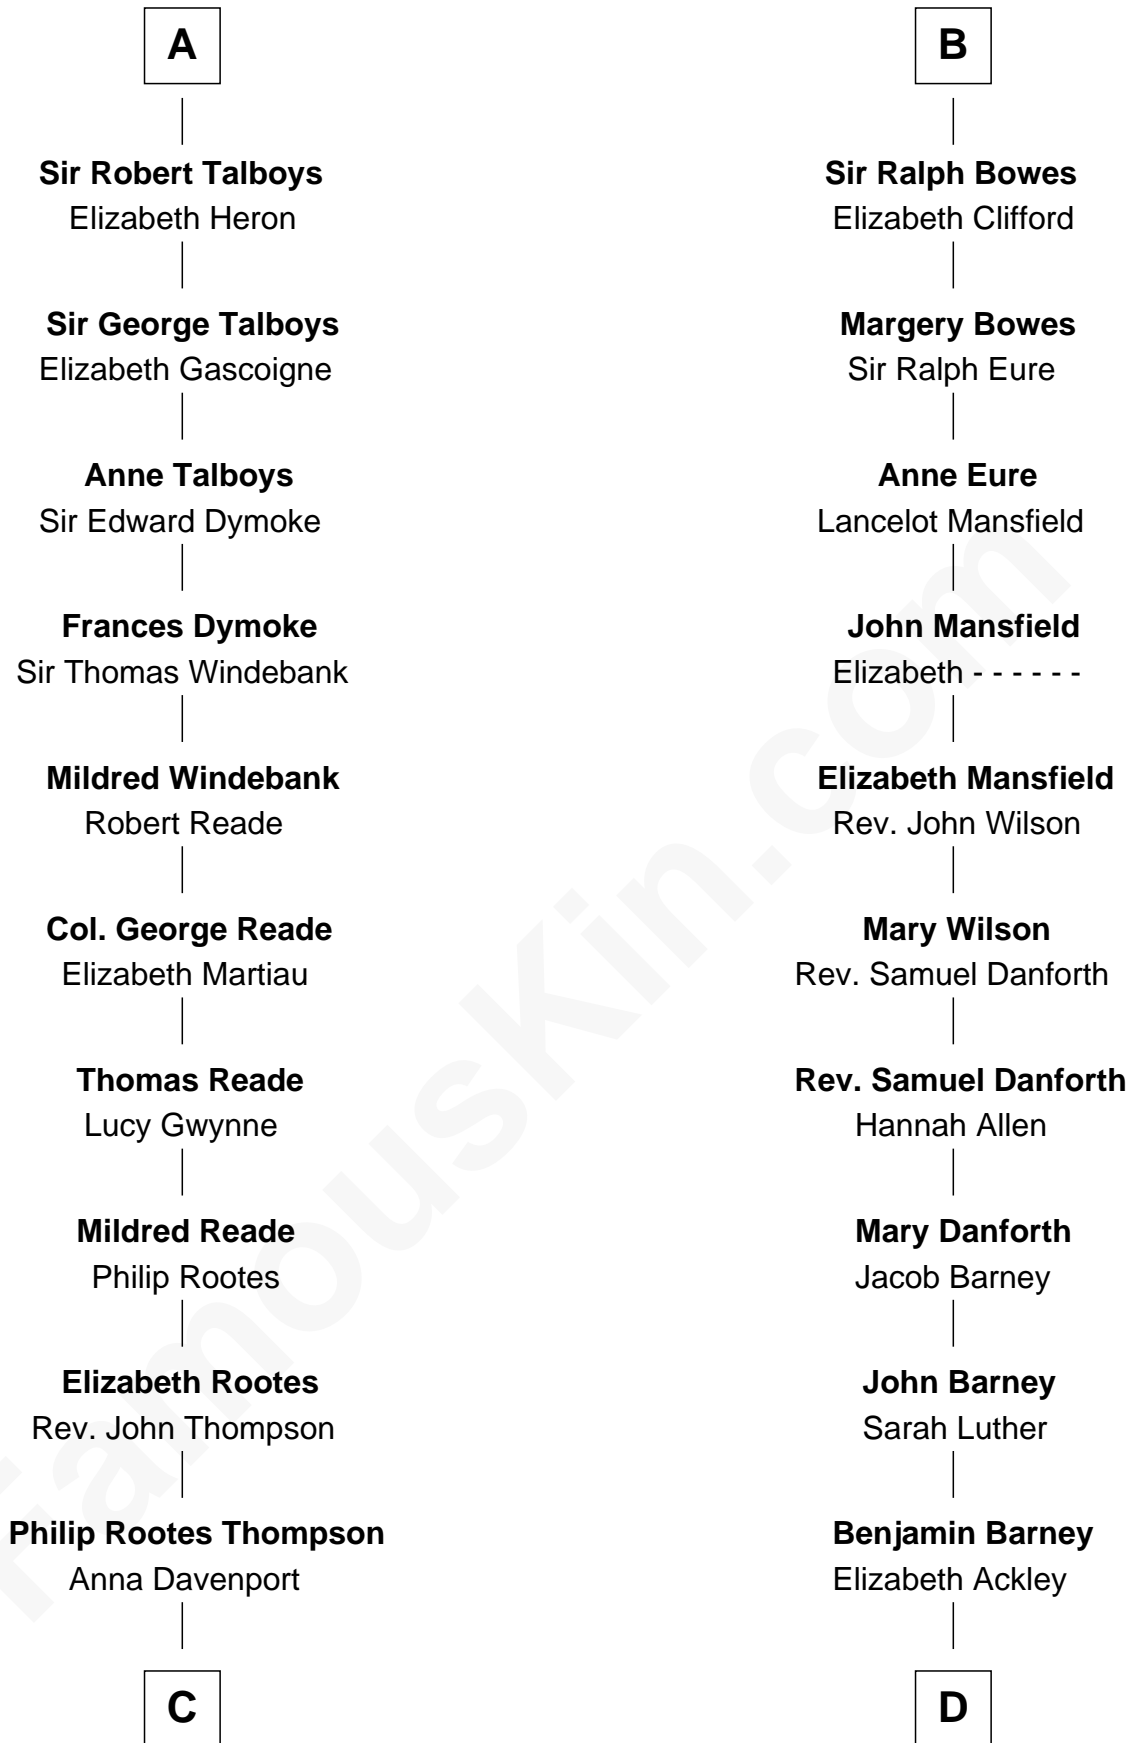 A
Sir Robert Talboys
Elizabeth Heron
Sir George Talboys
Elizabeth Gascoigne
Anne Talboys
Sir Edward Dymoke
Frances Dymoke
Sir Thomas Windebank
Mildred Windebank
Robert Reade
Col. George Reade
Elizabeth Martiau
Thomas Reade
Lucy Gwynne
Mildred Reade
Philip Rootes
Elizabeth Rootes
Rev. John Thompson
Philip Rootes Thompson
Anna Davenport
C
B
Sir Ralph Bowes
Elizabeth Clifford
Margery Bowes
Sir Ralph Eure
Anne Eure
Lancelot Mansfield
John Mansfield
Elizabeth - - - - - -
Elizabeth Mansfield
Rev. John Wilson
Mary Wilson
Rev. Samuel Danforth
Rev. Samuel Danforth
Hannah Allen
Mary Danforth
Jacob Barney
John Barney
Sarah Luther
Benjamin Barney
Elizabeth Ackley
D
FamousKin.com